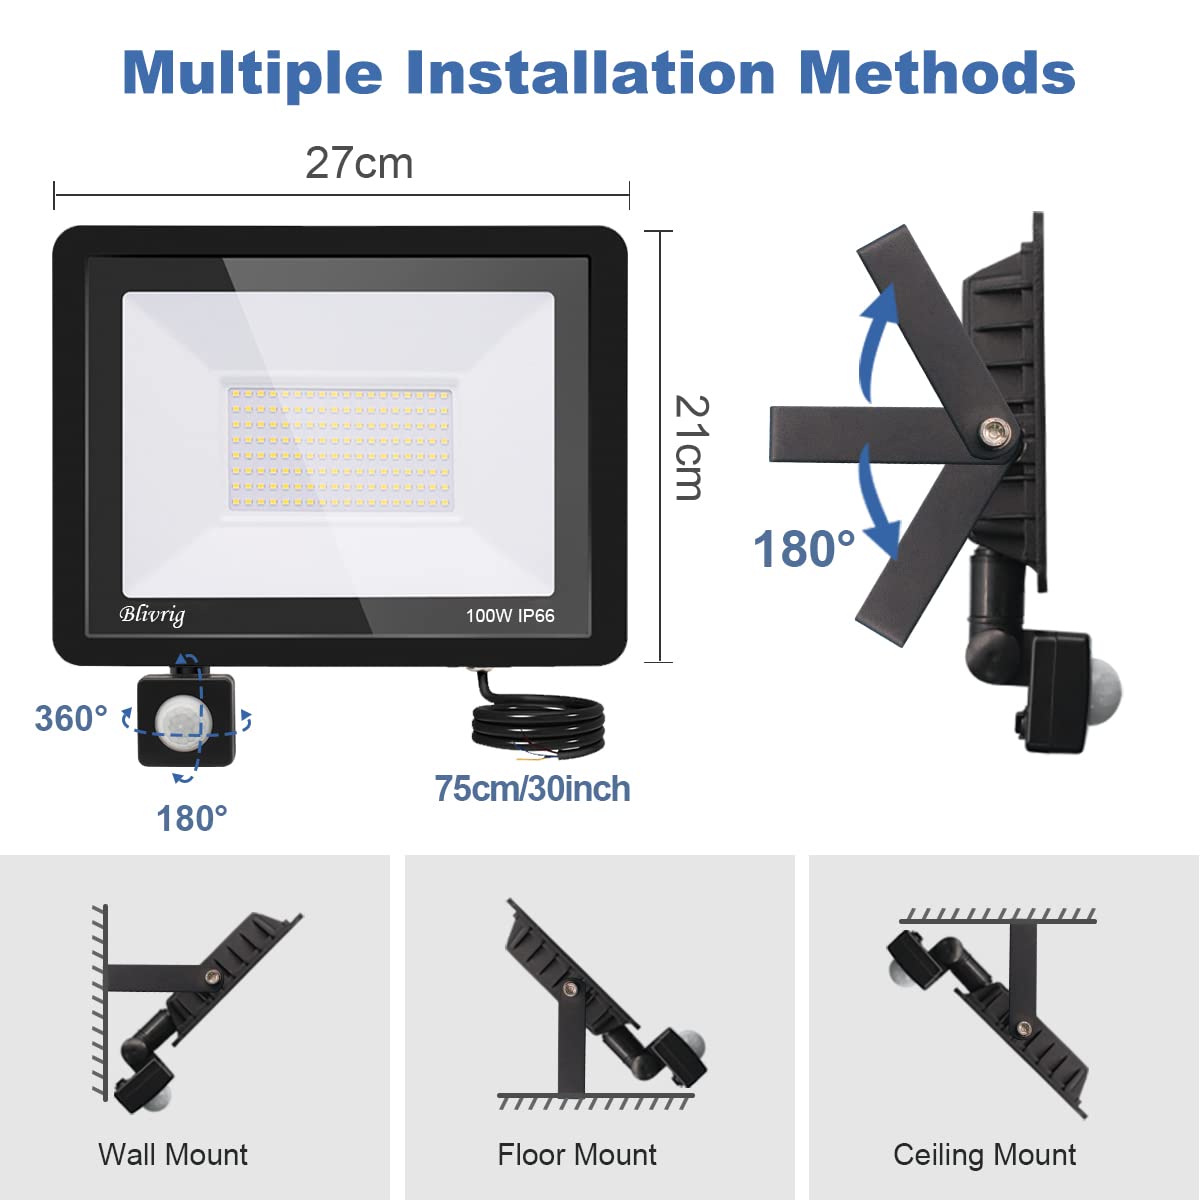 Multiple Installation Methods
27cm
21cm
Blivrig
100W IP66
360°
180°
75cm/30inch
180°
Wall Mount
Floor Mount
Ceiling Mount